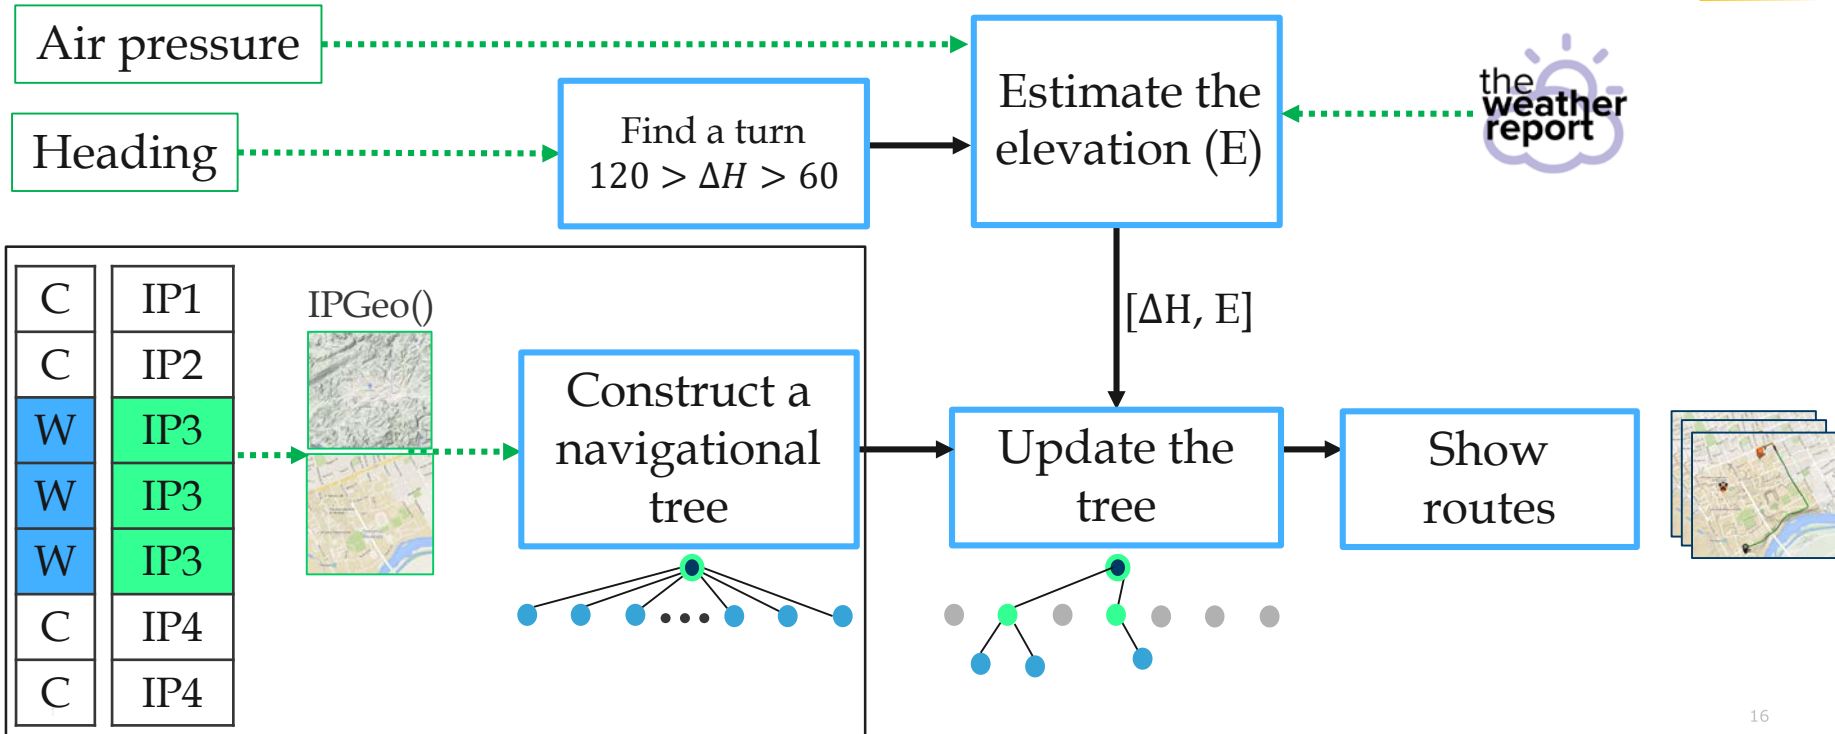 Air pressure
Heading
Find a turn
120 > ΔH > 60
Estimate the
elevation (E)
the
weather
report
[ΔH, E]
C IP1
C IP2
W IP3
W IP3
W IP3
C IP4
C IP4
IPGeo()
Construct a
navigational
tree
Update the
tree
Show
routes
16